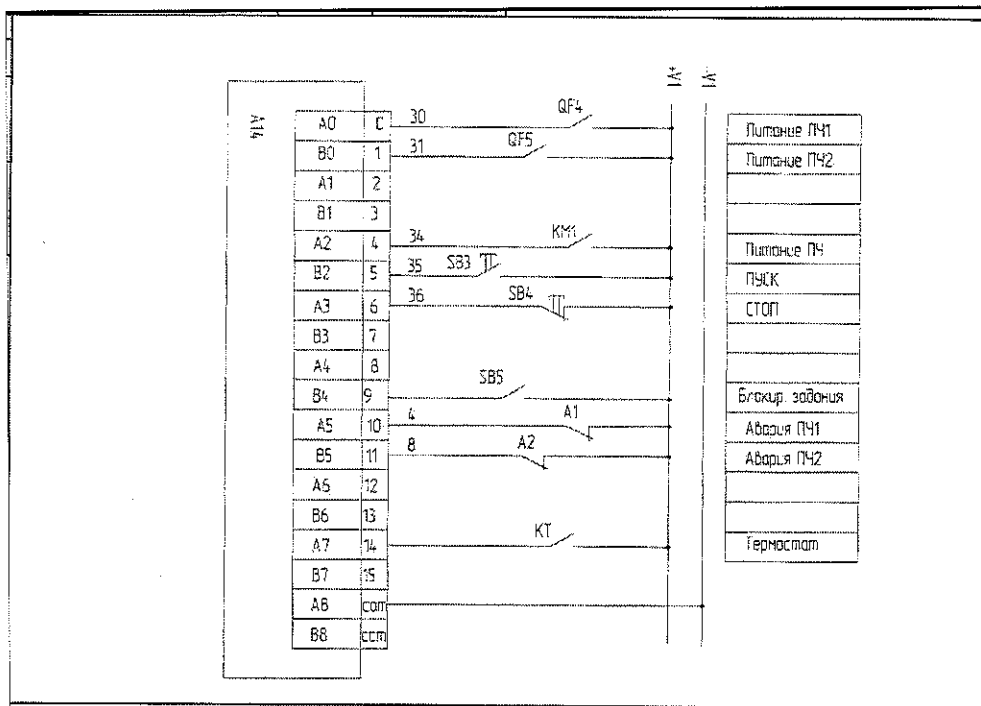 +V1
-V1
A14
A0 0 30 QF4 Питание ПЧ1
B0 1 31 QF5 Питание ПЧ2
A1 2
B1 3
A2 4 34 KM1 Питание ПЧ
B2 5 35 SB3 ПУСК
A3 6 36 SB4 СТОП
B3 7
A4 8
B4 9 SB5 Блокир. задания
A5 10 4 A1 Авария ПЧ1
B5 11 8 A2 Авария ПЧ2
A6 12
B6 13
A7 14 KT Термостат
B7 15
A8 com
B8 com